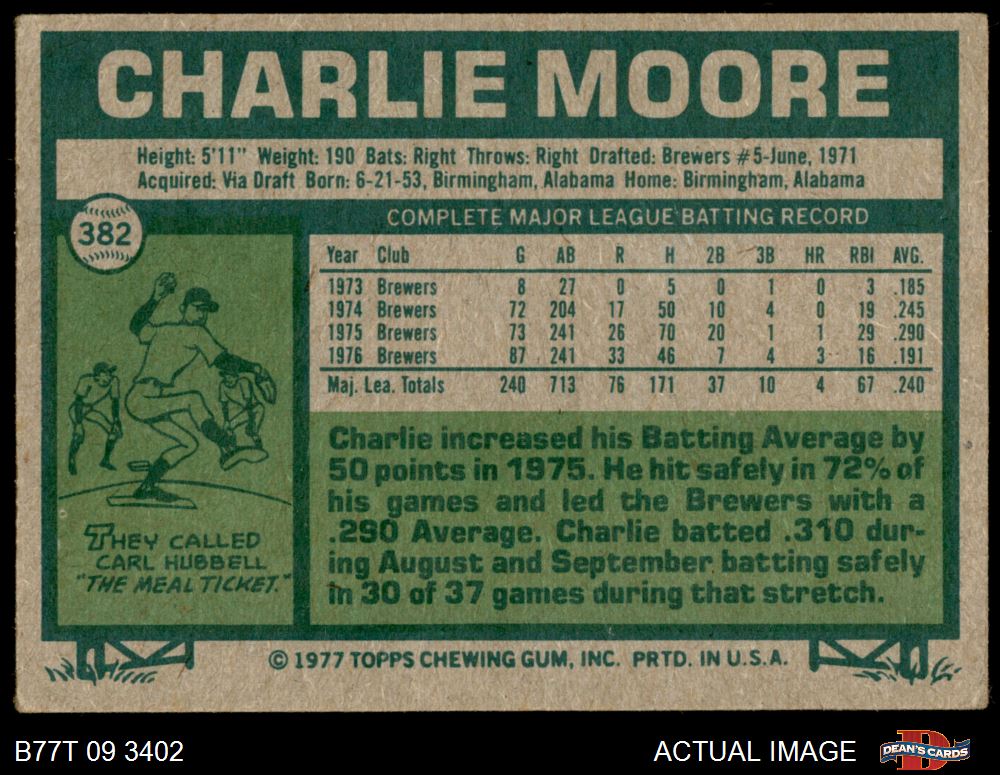 CHARLIE MOORE
Height: 5'11" Weight: 190 Bats: Right Throws: Right Drafted: Brewers #5-June, 1971
Acquired: Via Draft Born: 6-21-53, Birmingham, Alabama Home: Birmingham, Alabama
382
COMPLETE MAJOR LEAGUE BATTING RECORD
Year Club G AB R H 2B 3B HR RBI AVG.
1973 Brewers 8 27 0 5 0 1 0 3 .185
1974 Brewers 72 204 17 50 10 4 0 19 .245
1975 Brewers 73 241 26 70 20 1 1 29 .290
1976 Brewers 87 241 33 46 7 4 3 16 .191
Maj. Lea. Totals 240 713 76 171 37 10 4 67 .240
THEY CALLED
CARL HUBBELL
"THE MEAL TICKET."
Charlie increased his Batting Average by
50 points in 1975. He hit safely in 72% of
his games and led the Brewers with a
.290 Average. Charlie batted .310 dur-
ing August and September batting safely
in 30 of 37 games during that stretch.
© 1977 TOPPS CHEWING GUM, INC. PRTD. IN U.S.A.
B77T 09 3402
ACTUAL IMAGE
D
DEAN'S CARDS